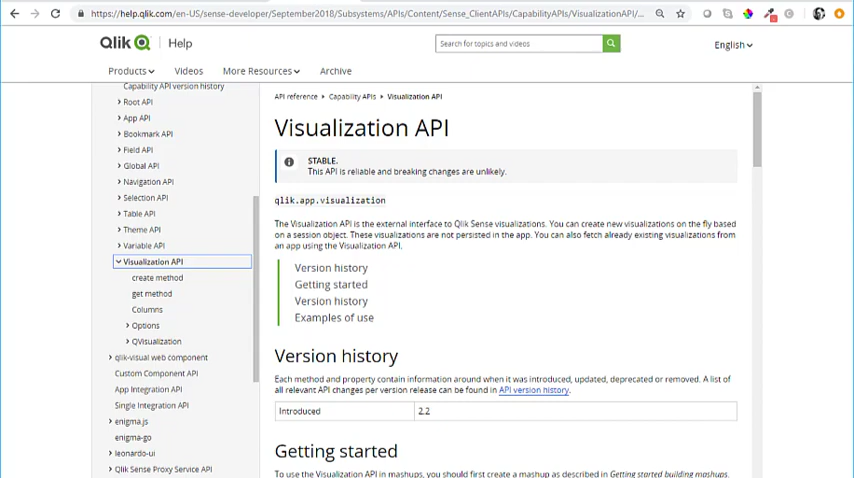 https://help.qlik.com/en-US/sense-developer/September2018/Subsystems/APIs/Content/Sense_ClientAPIs/CapabilityAPIs/VisualizationAPI/...
Qlik Help
Search for topics and videos
English
Products
Videos
More Resources
Archive
Capability API version history
Root API
App API
Bookmark API
Field API
Global API
Navigation API
Selection API
Table API
Theme API
Variable API
Visualization API
create method
get method
Columns
Options
QVisualization
qlik-visual web component
Custom Component API
App Integration API
Single Integration API
enigma.js
enigma-go
leonardo-ui
Qlik Sense Proxy Service API
API reference Capability APIs Visualization API
Visualization API
STABLE.
This API is reliable and breaking changes are unlikely.
qlik.app.visualization
The Visualization API is the external interface to Qlik Sense visualizations. You can create new visualizations on the fly based
on a session object. These visualizations are not persisted in the app. You can also fetch already existing visualizations from
an app using the Visualization API.
Version history
Getting started
Version history
Examples of use
Version history
Each method and property contain information around when it was introduced, updated, deprecated or removed. A list of
all relevant API changes per version release can be found in API version history.
Introduced 2.2
Getting started
To use the Visualization API in mashups, you should first create a mashup as described in Getting started building mashups.